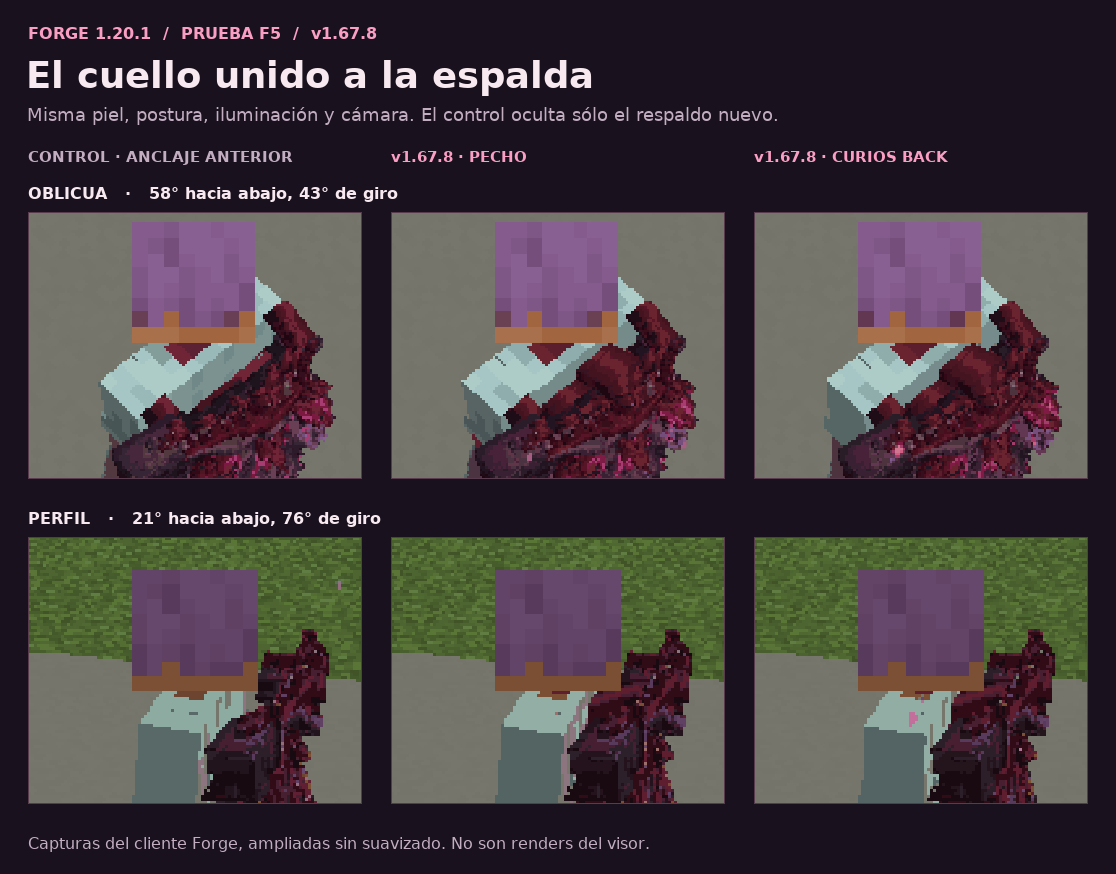 FORGE 1.20.1 / PRUEBA F5 / v1.67.8
El cuello unido a la espalda
Misma piel, postura, iluminación y cámara. El control oculta sólo el respaldo nuevo.
CONTROL · ANCLAJE ANTERIOR
v1.67.8 · PECHO
v1.67.8 · CURIOS BACK
OBLICUA · 58° hacia abajo, 43° de giro
PERFIL · 21° hacia abajo, 76° de giro
Capturas del cliente Forge, ampliadas sin suavizado. No son renders del visor.